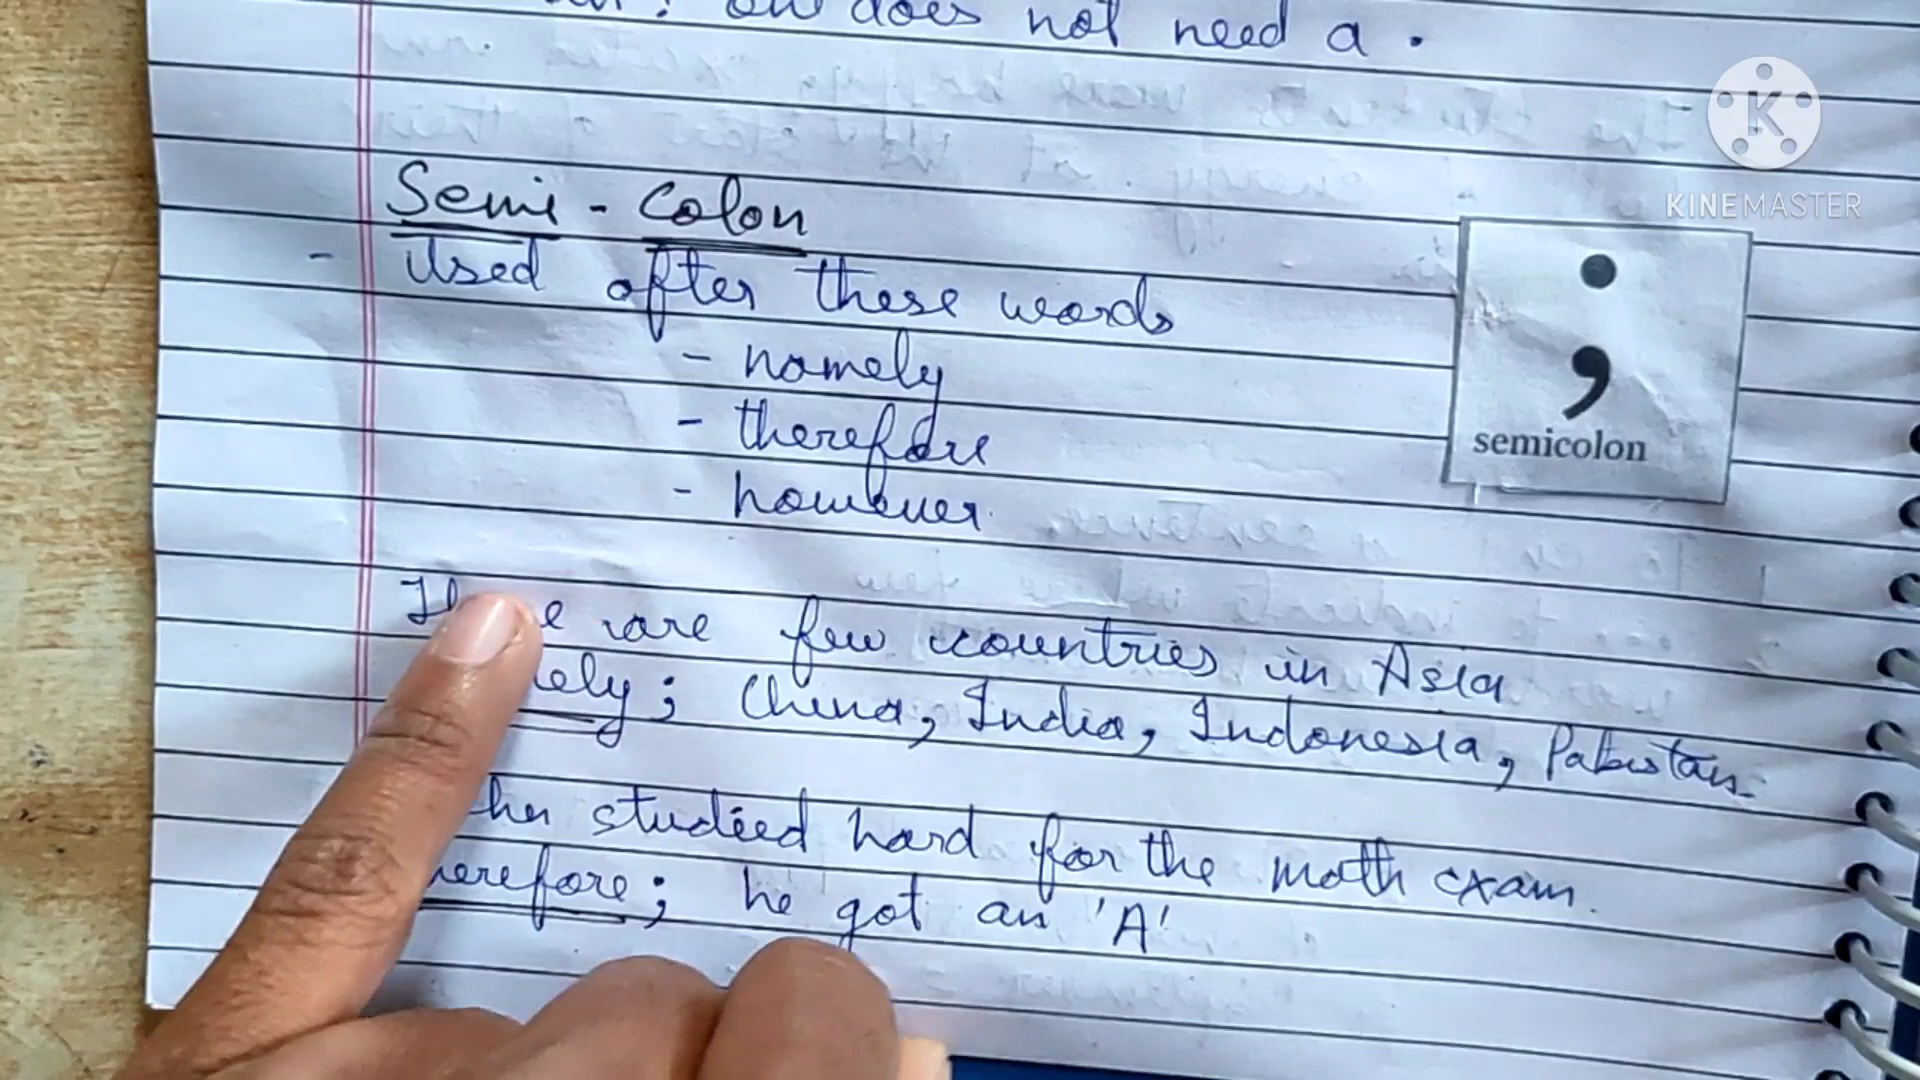 does not need a .
KINEMASTER
Semi - Colon
- Used after these words
- namely
- therefore
- however
semicolon
are few countries in Asia
; China, India, Indonesia, Pakistan.
studied hard for the math exam.
; he got an 'A'